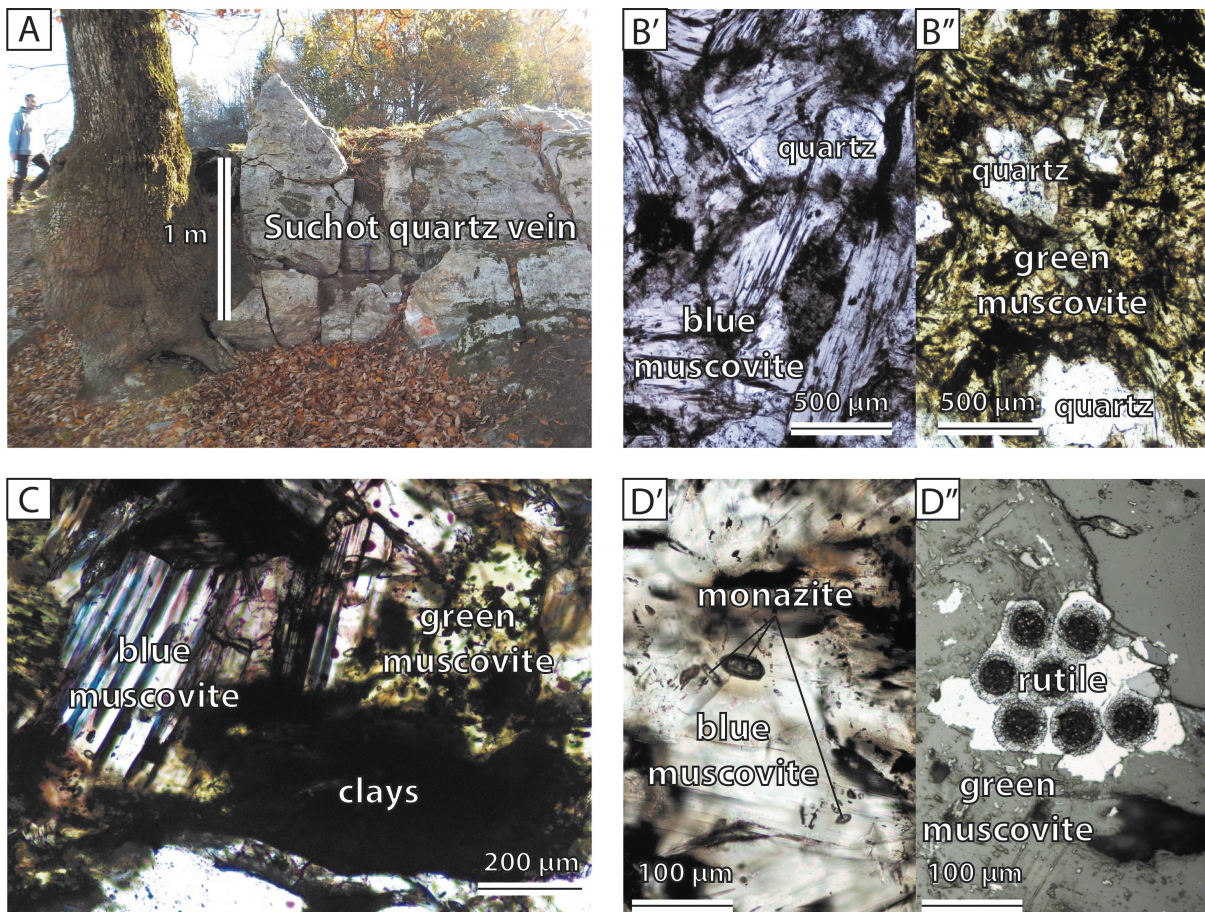 A
1 m
Suchot quartz vein
B'
quartz
blue
muscovite
500 µm
B"
quartz
green
muscovite
500 µm
quartz
C
blue
muscovite
green
muscovite
clays
200 µm
D'
monazite
blue
muscovite
100 µm
D"
rutile
green
muscovite
100 µm